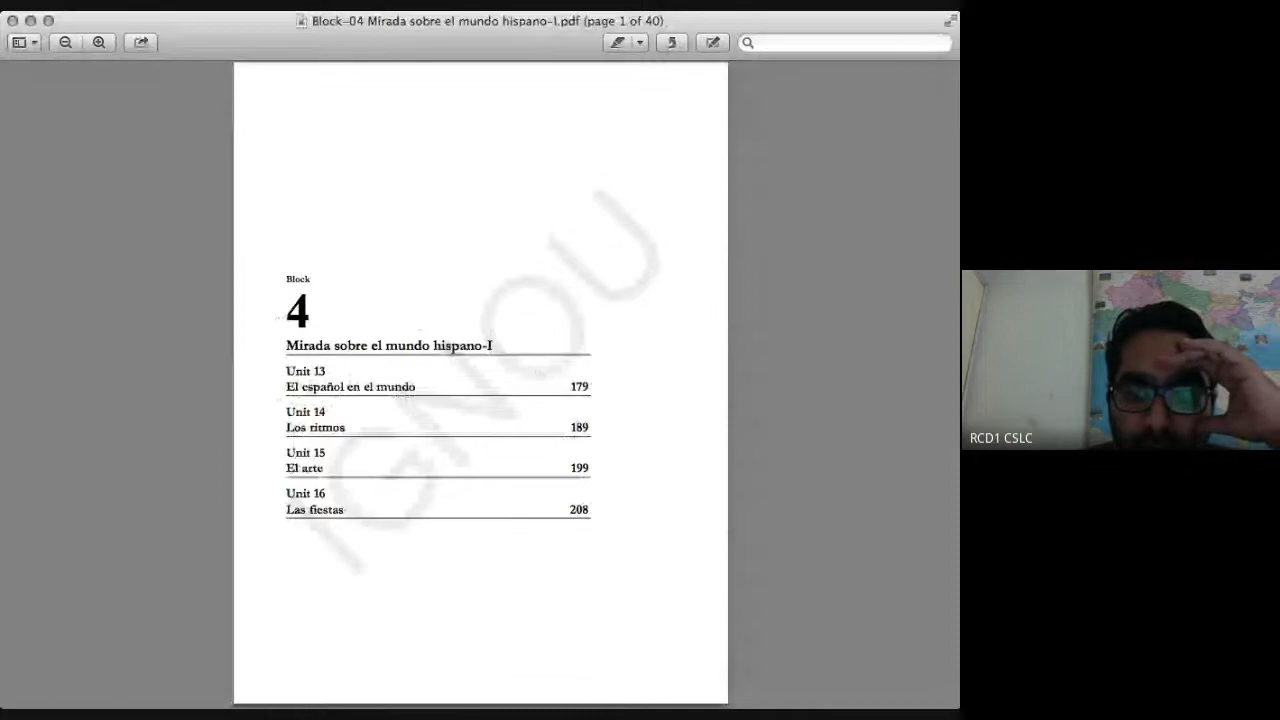 Block-04 Mirada sobre el mundo hispano-I.pdf (page 1 of 40)
Block
4
Mirada sobre el mundo hispano-I
Unit 13
El español en el mundo 179
Unit 14
Los ritmos 189
Unit 15
El arte 199
Unit 16
Las fiestas 208
IGNOU
RCD1 CSLC